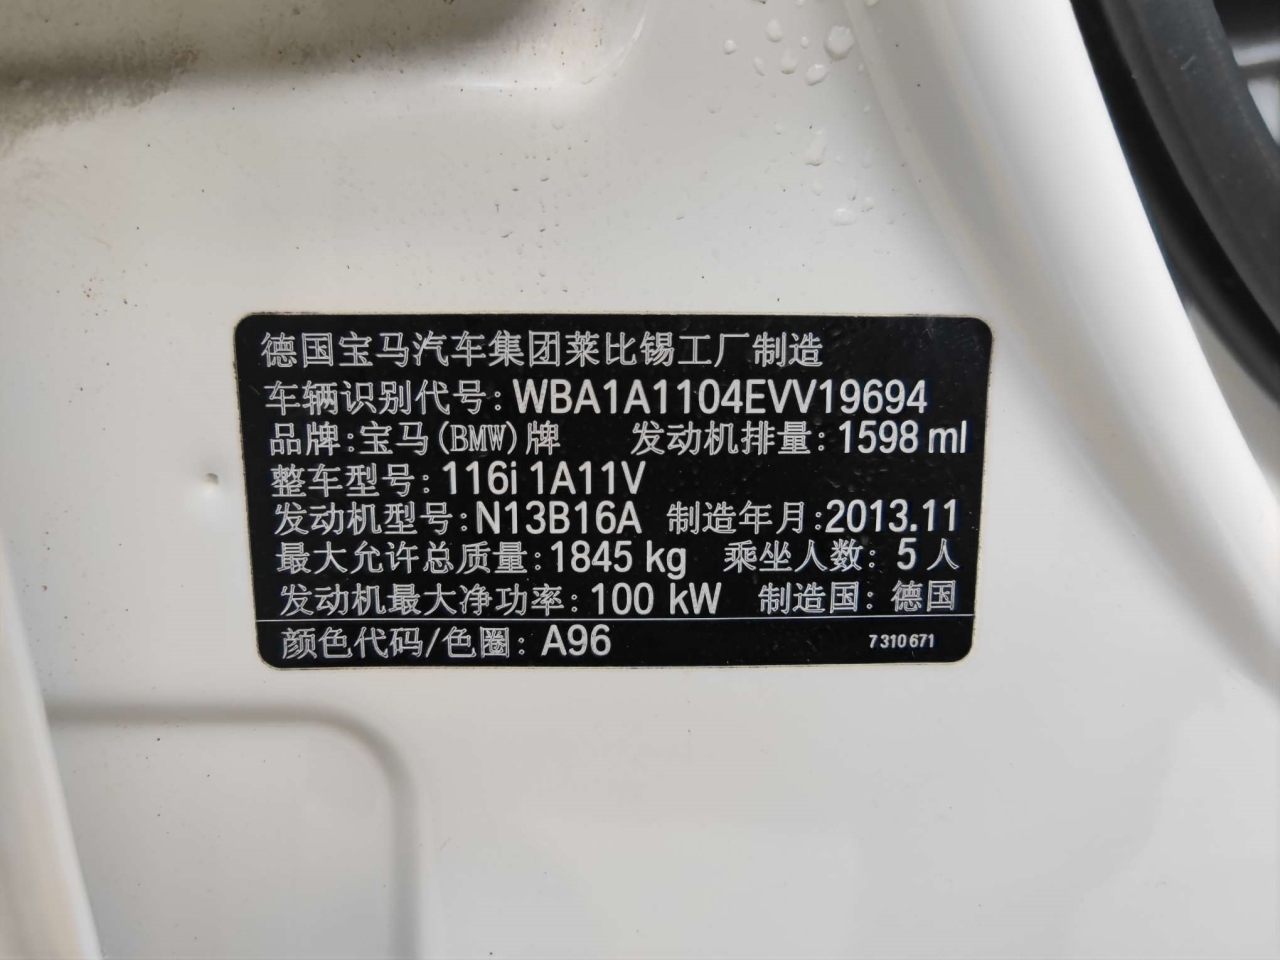 德国宝马汽车集团莱比锡工厂制造
车辆识别代号: WBA1A1104EVV19694
品牌:宝马(BMW)牌 发动机排量: 1598 ml
整车型号: 116i 1A11V
发动机型号: N13B16A 制造年月:2013.11
最大允许总质量: 1845 kg 乘坐人数: 5人
发动机最大净功率: 100 kW 制造国: 德国
颜色代码/色圈: A96 7 310 671